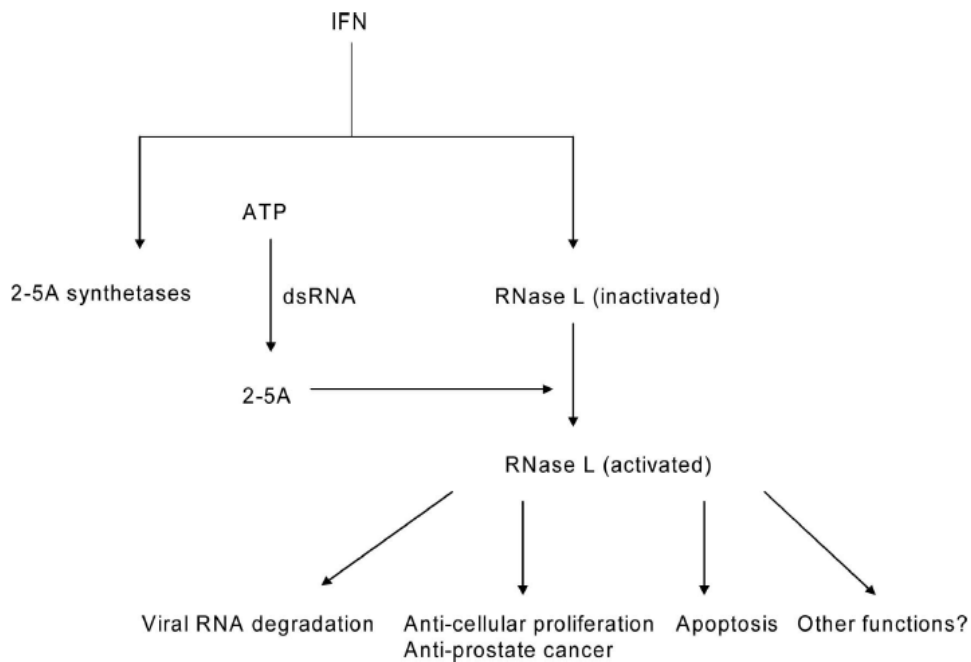 IFN
ATP
2-5A synthetases
dsRNA
RNase L (inactivated)
2-5A
RNase L (activated)
Viral RNA degradation
Anti-cellular proliferation
Anti-prostate cancer
Apoptosis
Other functions?